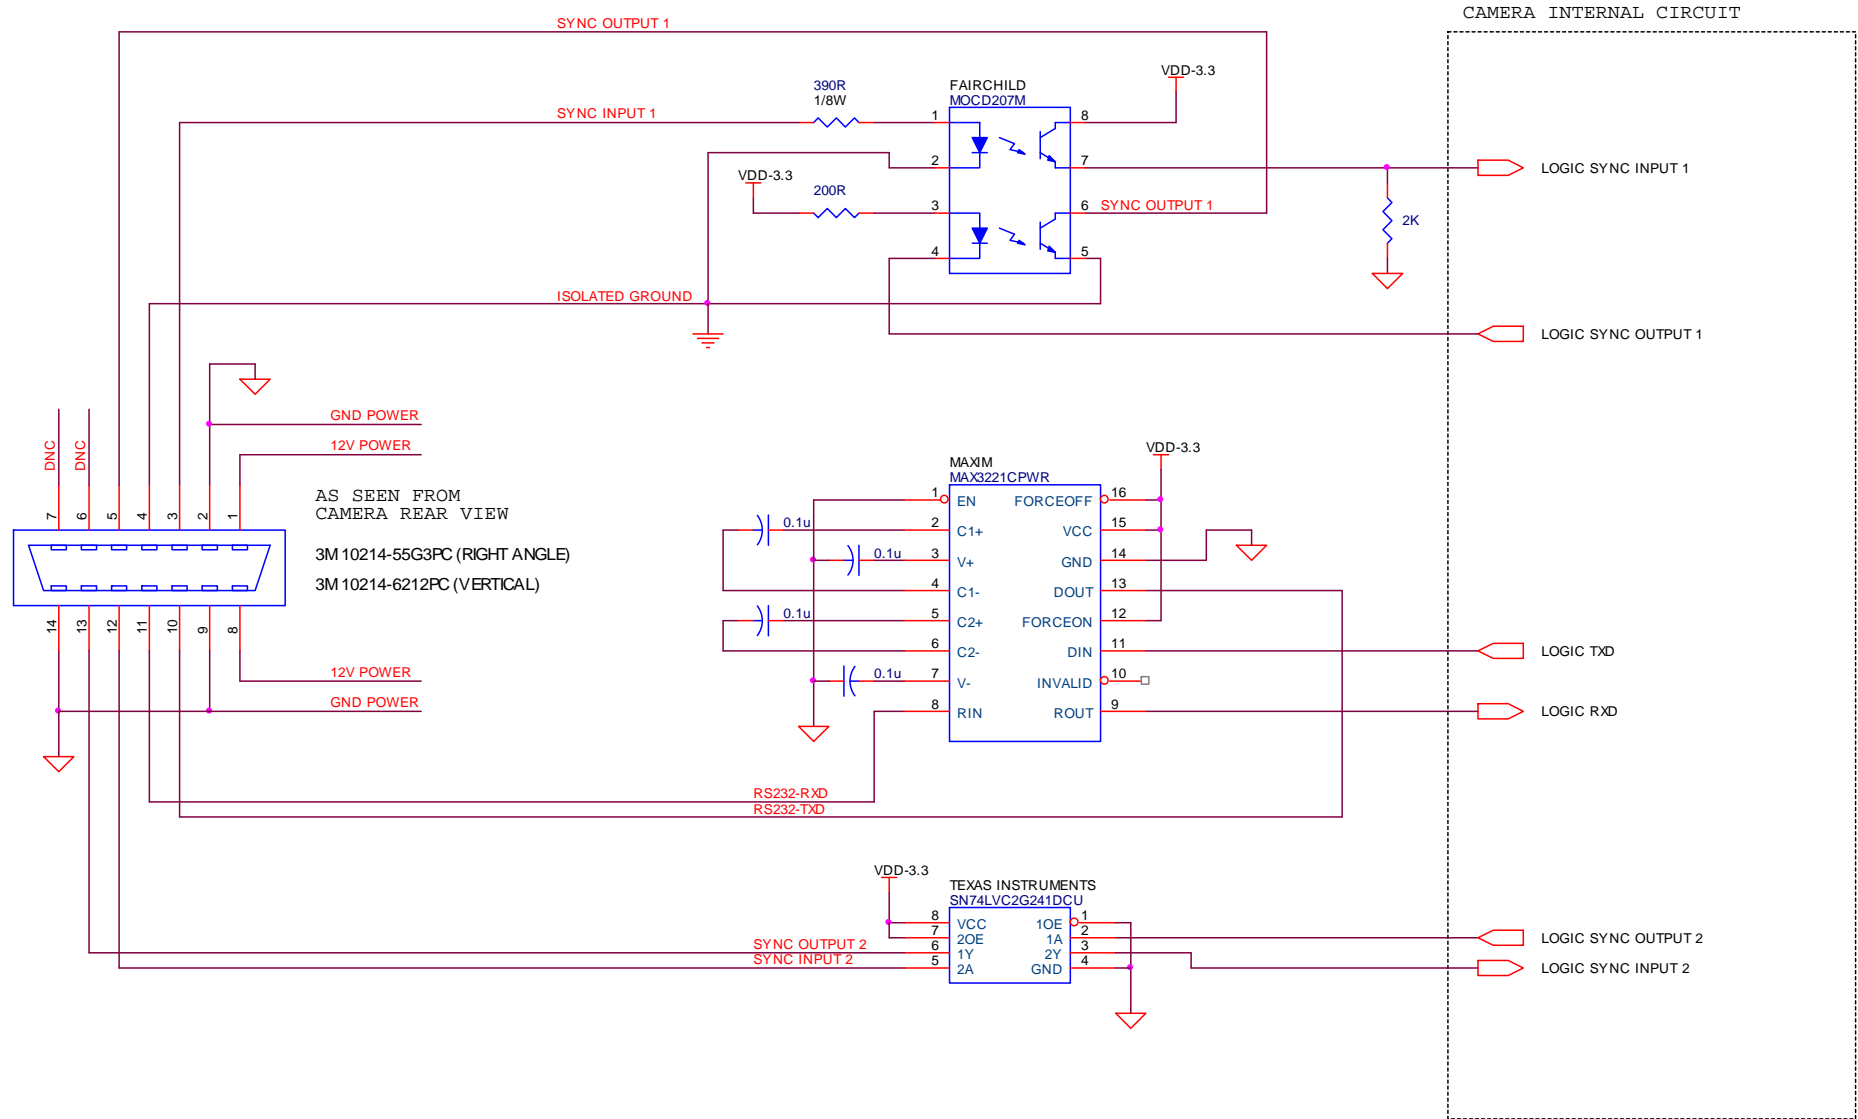 CAMERA INTERNAL CIRCUIT
SYNC OUTPUT 1
VDD-3.3
390R
1/8W
FAIRCHILD
MOCD207M
SYNC INPUT 1
1
8
2
7
LOGIC SYNC INPUT 1
VDD-3.3
200R
3
6
SYNC OUTPUT 1
2K
4
5
ISOLATED GROUND
LOGIC SYNC OUTPUT 1
GND POWER
12V POWER
DNC
DNC
7
6
5
4
3
2
1
AS SEEN FROM
CAMERA REAR VIEW
3M 10214-55G3PC (RIGHT ANGLE)
3M 10214-6212PC (VERTICAL)
14
13
12
11
10
9
8
12V POWER
GND POWER
VDD-3.3
MAXIM
MAX3221CPWR
1 EN FORCEOFF 16
0.1u 2 C1+ VCC 15
0.1u 3 V+ GND 14
4 C1- DOUT 13
0.1u 5 C2+ FORCEON 12
6 C2- DIN 11 LOGIC TXD
0.1u 7 V- INVALID 10
8 RIN ROUT 9 LOGIC RXD
RS232-RXD
RS232-TXD
VDD-3.3
TEXAS INSTRUMENTS
SN74LVC2G241DCU
8 VCC 1OE 1
7 2OE 1A 2 LOGIC SYNC OUTPUT 2
SYNC OUTPUT 2 6 1Y 2Y 3
SYNC INPUT 2 5 2A GND 4 LOGIC SYNC INPUT 2